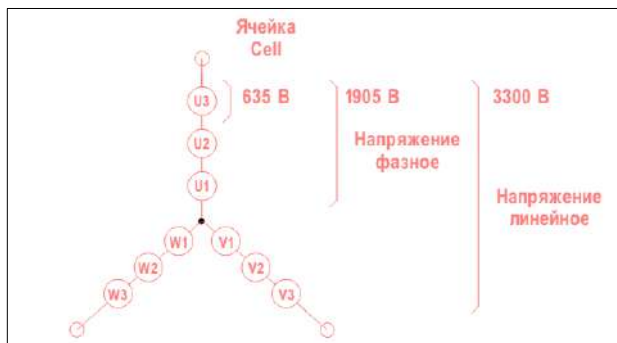 Ячейка
Cell
U3
635 В
1905 В
3300 В
U2
Напряжение
фазное
U1
Напряжение
линейное
W1
V1
W2
V2
W3
V3